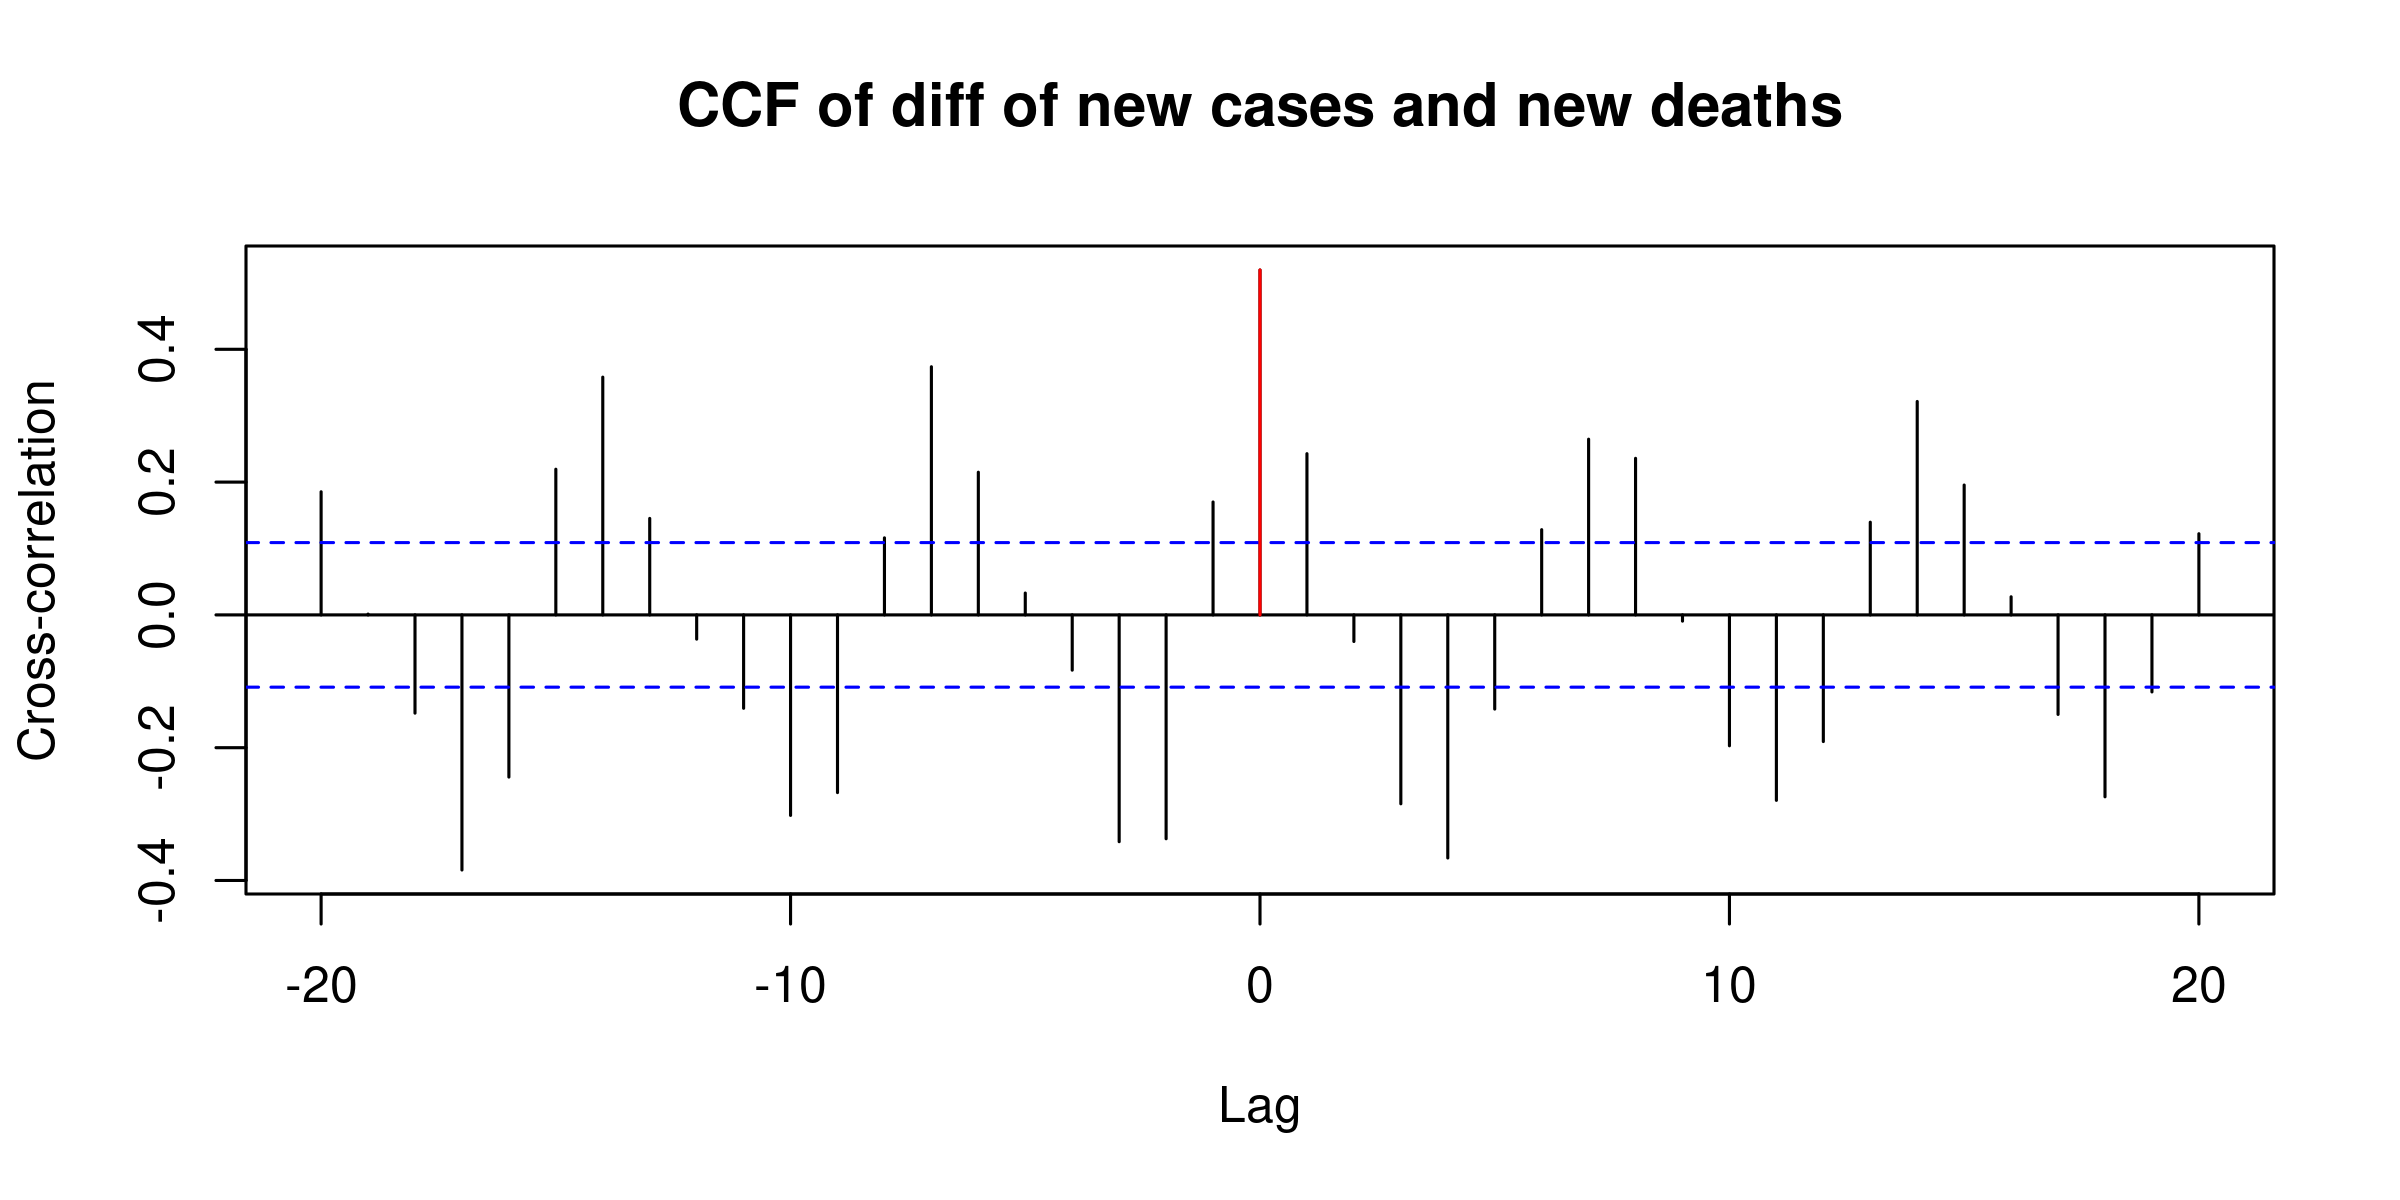 CCF of diff of new cases and new deaths
Cross-correlation
0.4
0.2
0.0
-0.2
-0.4
-20 -10 0 10 20
Lag